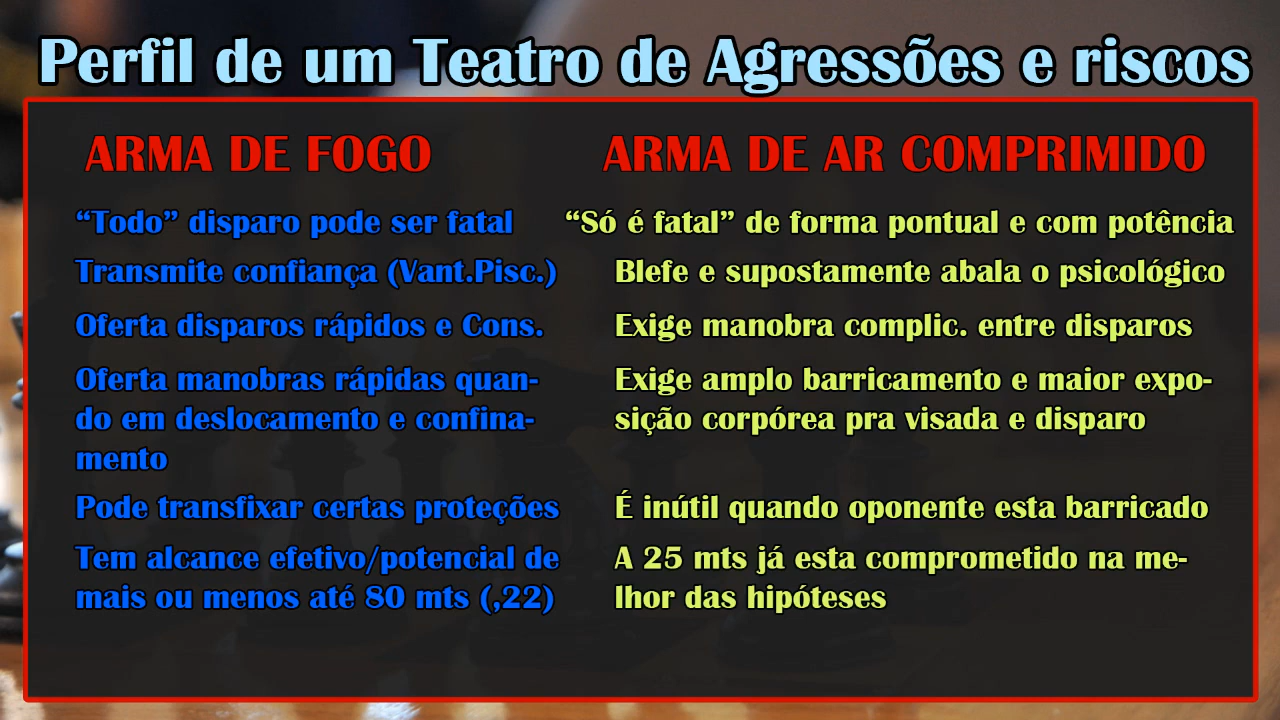 Perfil de um Teatro de Agressões e riscos
ARMA DE FOGO
“Todo” disparo pode ser fatal
Transmite confiança (Vant.Pisc.)
Oferta disparos rápidos e Cons.
Oferta manobras rápidas quan-
do em deslocamento e confina-
mento
Pode transfixar certas proteções
Tem alcance efetivo/potencial de
mais ou menos até 80 mts (,22)
ARMA DE AR COMPRIMIDO
“Só é fatal” de forma pontual e com potência
Blefe e supostamente abala o psicológico
Exige manobra complic. entre disparos
Exige amplo barricamento e maior expo-
sição corpórea pra visada e disparo
É inútil quando oponente esta barricado
A 25 mts já esta comprometido na me-
lhor das hipóteses